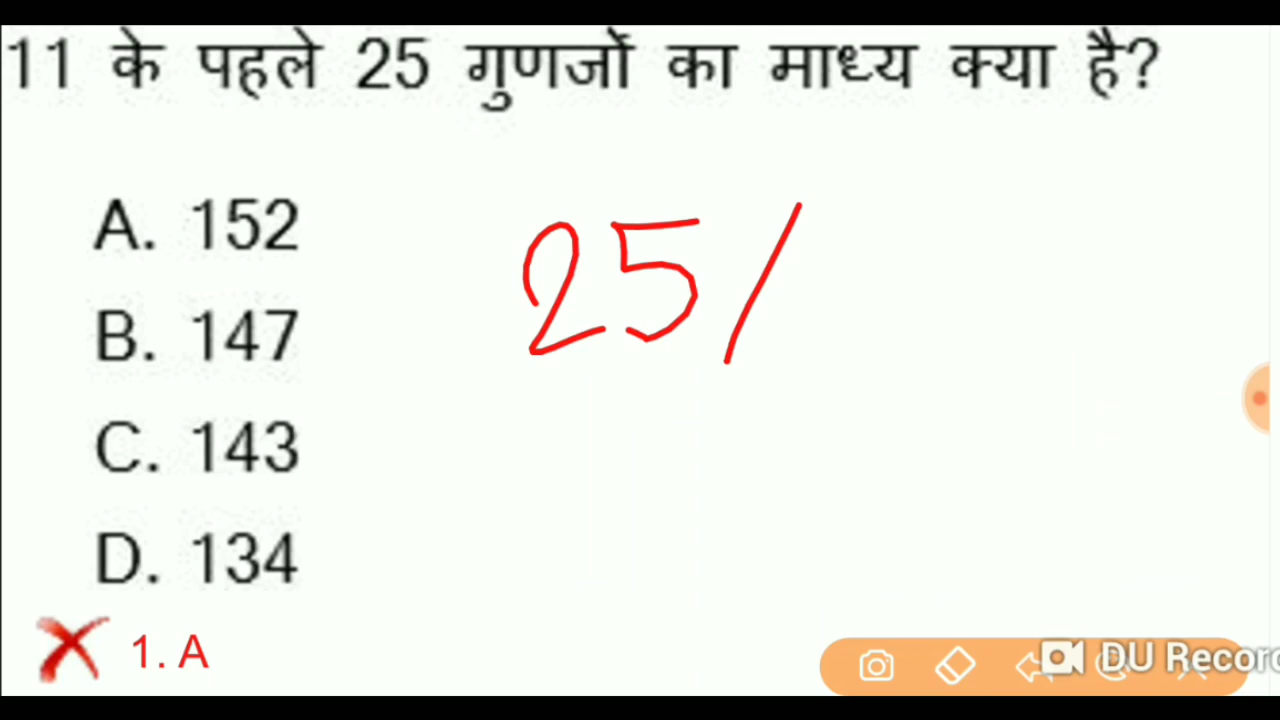 11 के पहले 25 गुणजों का माध्य क्या है?
A. 152
25/
B. 147
C. 143
D. 134
1. A
DU Recor